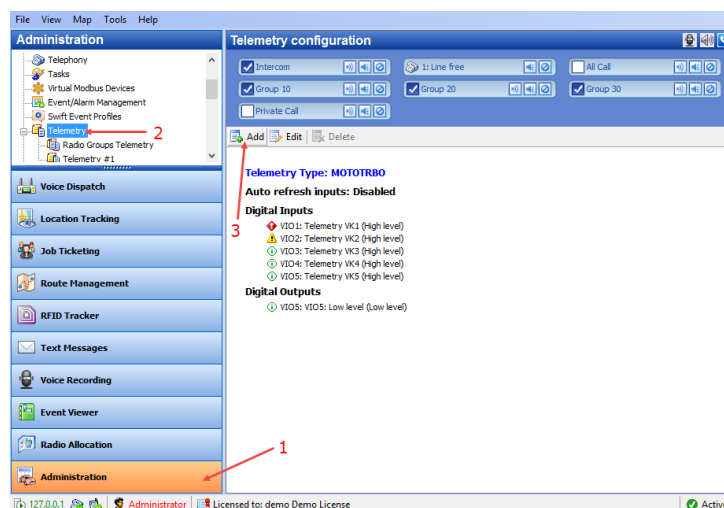 File View Map Tools Help
Administration
Telemetry configuration
Telephony
Tasks
Virtual Modbus Devices
Event/Alarm Management
Swift Event Profiles
Telemetry
2
Radio Groups Telemetry
Telemetry #1
Intercom
1: Line free
All Call
Group 10
Group 20
Group 30
Private Call
Add Edit Delete
Telemetry Type: MOTOTRBO
Auto refresh inputs: Disabled
Digital Inputs
3
VIO1: Telemetry VK1 (High level)
VIO2: Telemetry VK2 (High level)
VIO3: Telemetry VK3 (High level)
VIO4: Telemetry VK4 (High level)
VIO5: Telemetry VK5 (High level)
Digital Outputs
VIO5: VIO5: Low level (Low level)
Voice Dispatch
Location Tracking
Job Ticketing
Route Management
RFID Tracker
Text Messages
Voice Recording
Event Viewer
Radio Allocation
Administration
1
127.0.0.1 Administrator Licensed to: demo Demo License
Active